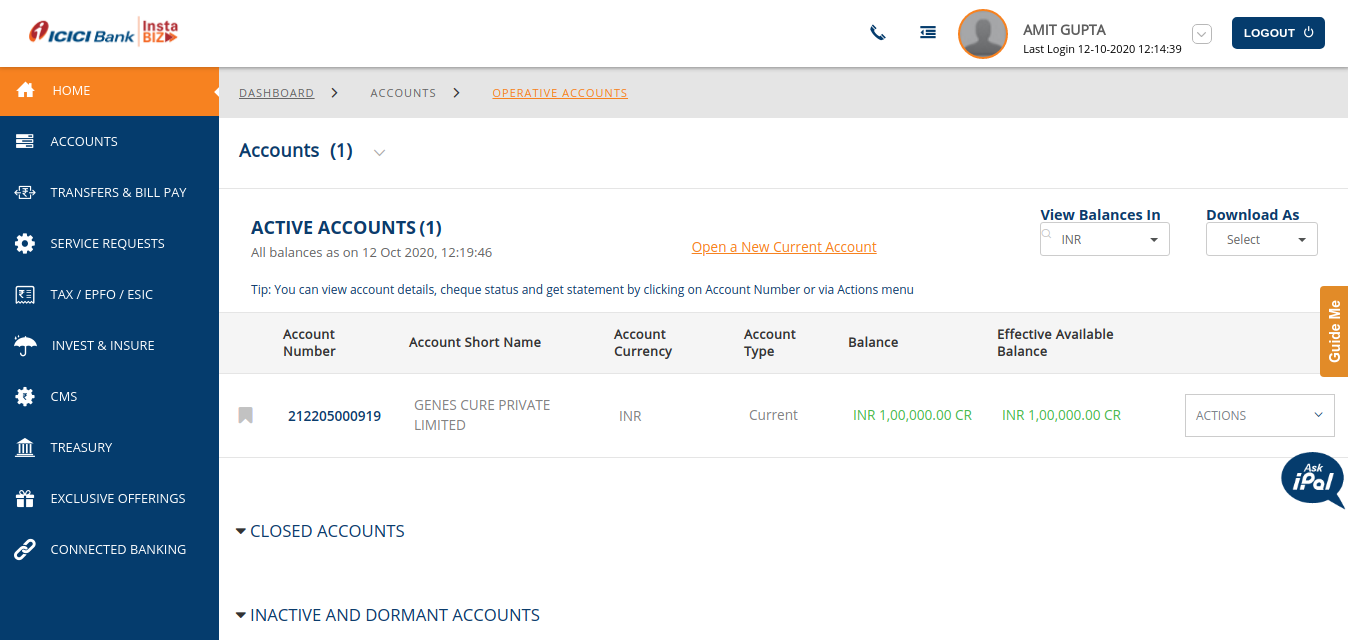 ICICI Bank Insta BIZ
AMIT GUPTA
Last Login 12-10-2020 12:14:39
LOGOUT
HOME
ACCOUNTS
TRANSFERS & BILL PAY
SERVICE REQUESTS
TAX / EPFO / ESIC
INVEST & INSURE
CMS
TREASURY
EXCLUSIVE OFFERINGS
CONNECTED BANKING
DASHBOARD ACCOUNTS OPERATIVE ACCOUNTS
Accounts (1)
ACTIVE ACCOUNTS (1)
All balances as on 12 Oct 2020, 12:19:46
Open a New Current Account
View Balances In
INR
Download As
Select
Tip: You can view account details, cheque status and get statement by clicking on Account Number or via Actions menu
Guide Me
Account Number
Account Short Name
Account Currency
Account Type
Balance
Effective Available Balance
212205000919
GENES CURE PRIVATE
LIMITED
INR
Current
INR 1,00,000.00 CR
INR 1,00,000.00 CR
ACTIONS
Ask
iPal
CLOSED ACCOUNTS
INACTIVE AND DORMANT ACCOUNTS